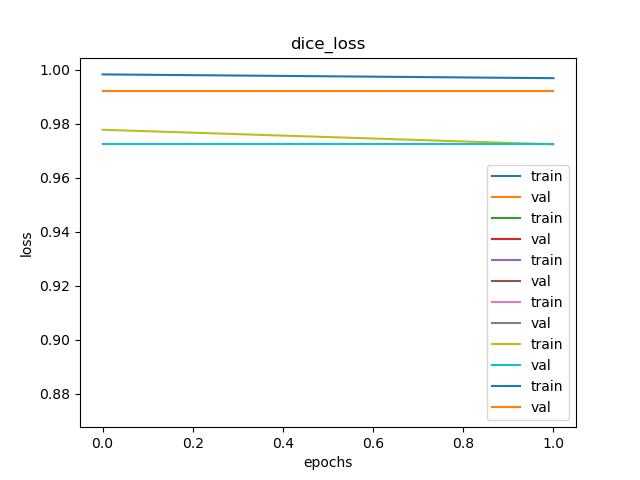 dice_loss
1.00
0.98
0.96
0.94
0.92
0.90
0.88
loss
train
val
train
val
train
val
train
val
train
val
train
val
0.0 0.2 0.4 0.6 0.8 1.0
epochs